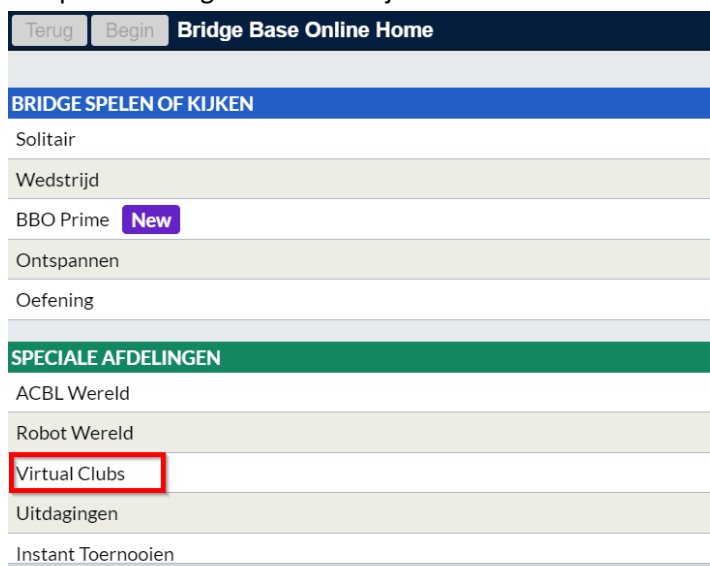 Terug Begin Bridge Base Online Home
BRIDGE SPELEN OF KIJKEN
Solitair
Wedstrijd
BBO Prime New
Ontspannen
Oefening
SPECIALE AFDELINGEN
ACBL Wereld
Robot Wereld
Virtual Clubs
Uitdagingen
Instant Toernooien